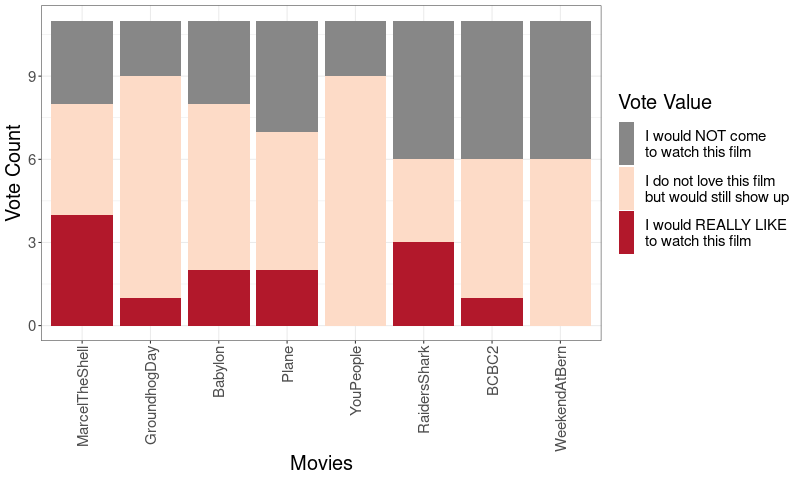 Vote Count
9
6
3
0
MarcelTheShell
GroundhogDay
Babylon
Plane
YouPeople
RaidersShark
BCBC2
WeekendAtBern
Movies
Vote Value
I would NOT come
to watch this film
I do not love this film
but would still show up
I would REALLY LIKE
to watch this film